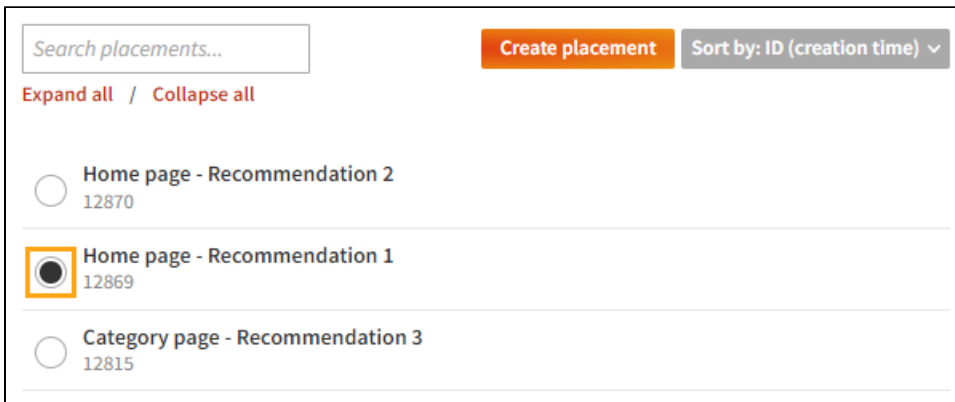 Search placements...
Create placement
Sort by: ID (creation time)
Expand all / Collapse all
Home page - Recommendation 2
12870
Home page - Recommendation 1
12869
Category page - Recommendation 3
12815